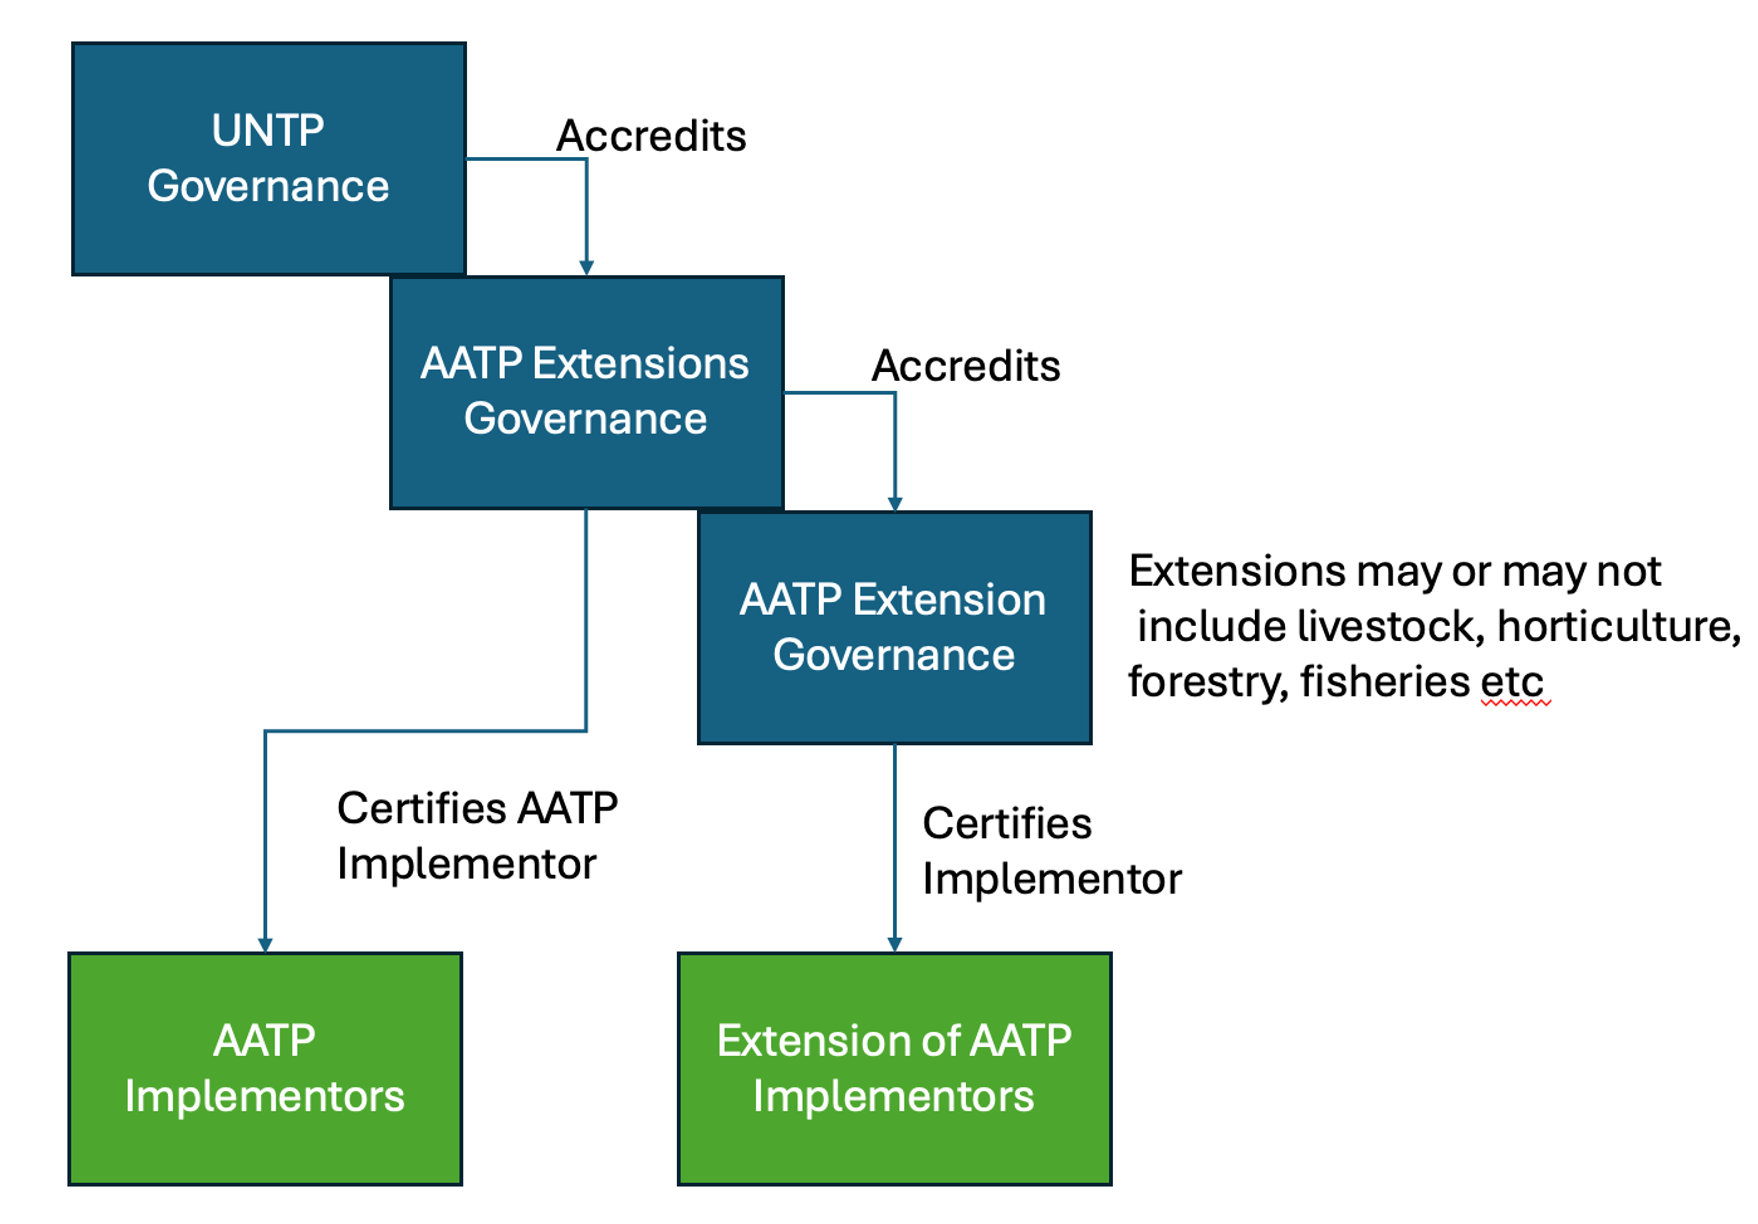 UNTP
Governance
Accredits
AATP Extensions
Governance
Accredits
AATP Extension
Governance
Extensions may or may not
include livestock, horticulture,
forestry, fisheries etc
Certifies AATP
Implementor
Certifies
Implementor
AATP
Implementors
Extension of AATP
Implementors